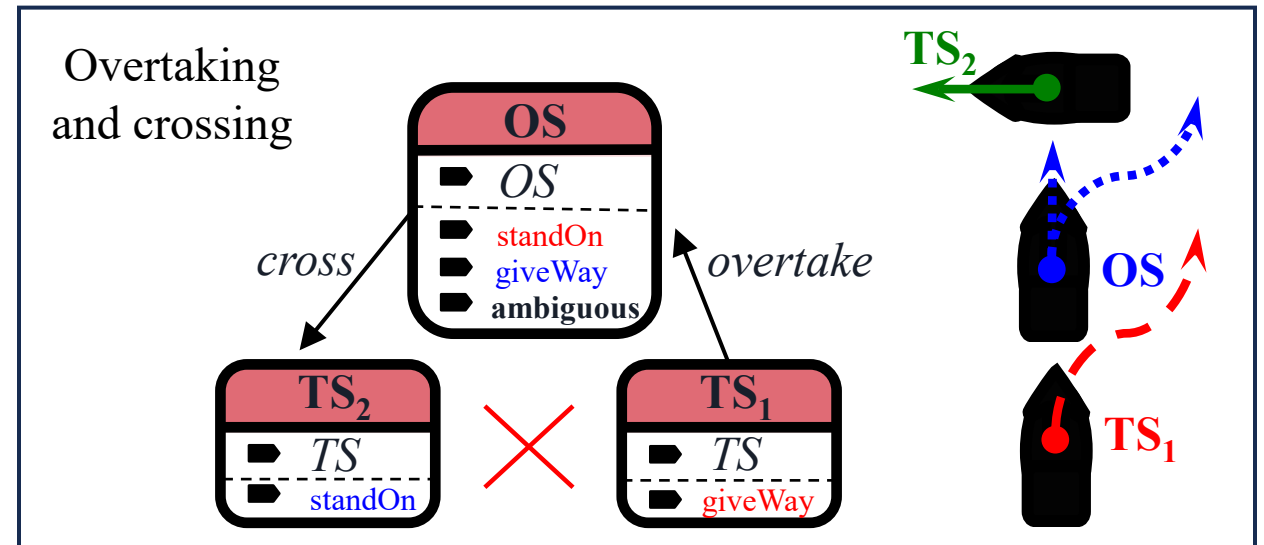 Overtaking
and crossing
OS
OS
standOn
giveWay
ambiguous
cross
overtake
TS₂
TS
standOn
TS₁
TS
giveWay
TS₂
OS
TS₁